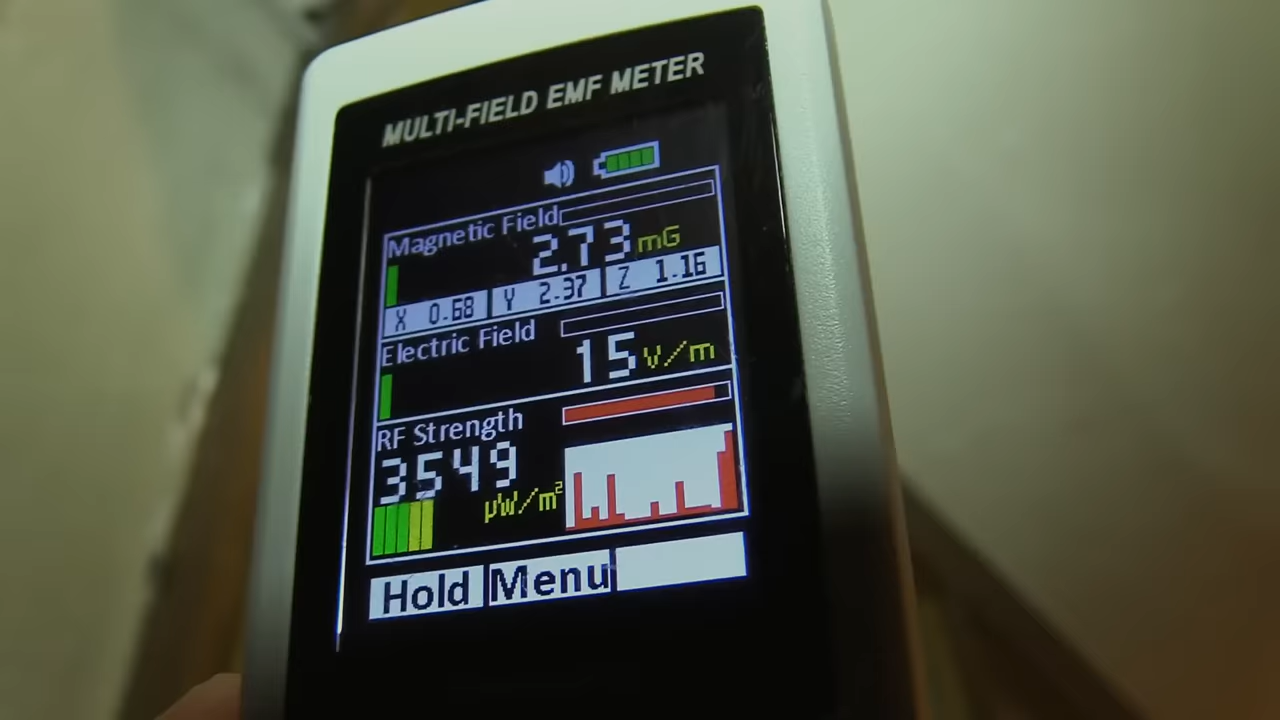 MULTI-FIELD EMF METER
Magnetic Field
2.73 mG
X 0.68 Y 2.37 Z 1.16
Electric Field
15 v/m
RF Strength
3549
µW/m²
Hold Menu